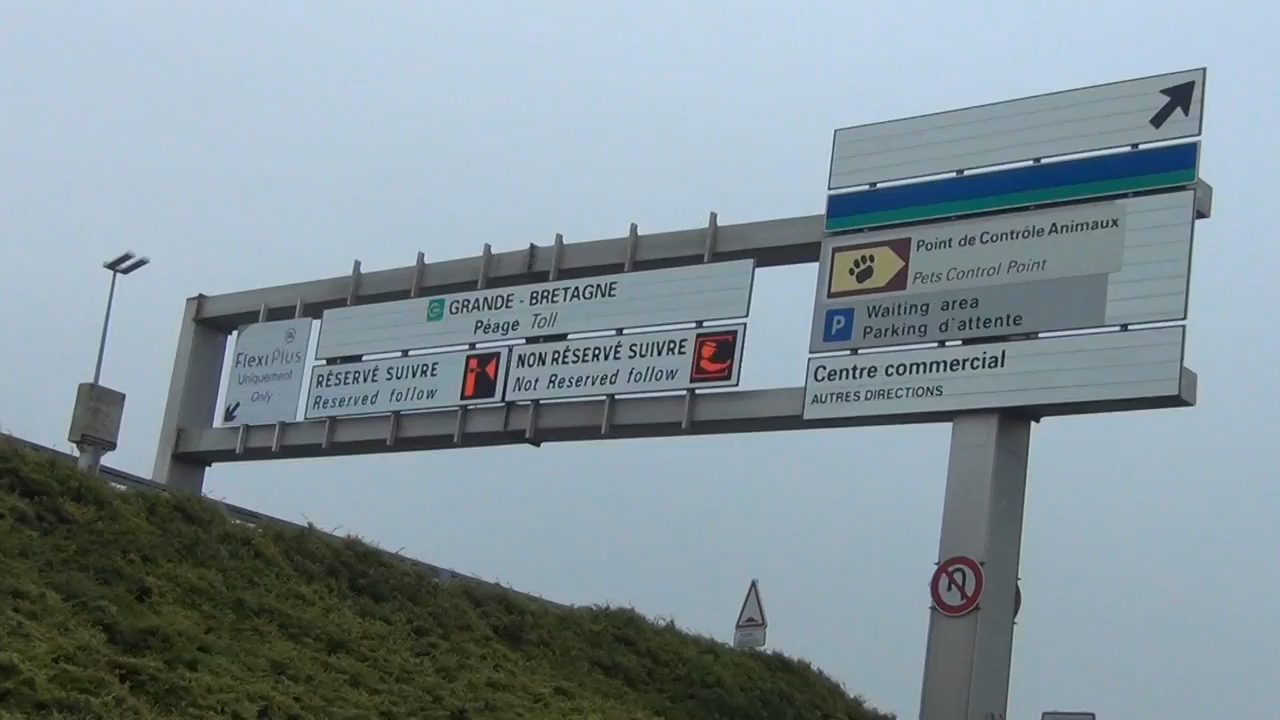 FlexiPlus
Uniquement
Only
GRANDE - BRETAGNE
Péage Toll
RÉSERVÉ SUIVRE
Reserved follow
NON RÉSERVÉ SUIVRE
Not Reserved follow
Point de Contrôle Animaux
Pets Control Point
P Waiting area
Parking d'attente
Centre commercial
AUTRES DIRECTIONS